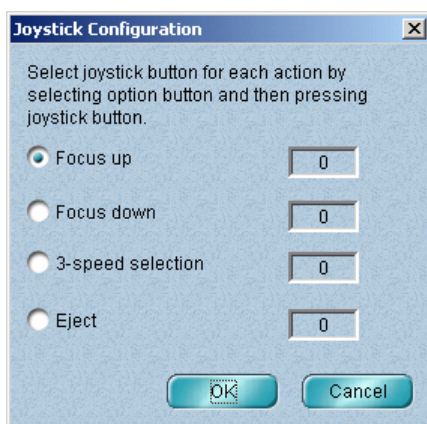 Joystick Configuration
Select joystick button for each action by
selecting option button and then pressing
joystick button.
Focus up 0
Focus down 0
3-speed selection 0
Eject 0
OK Cancel